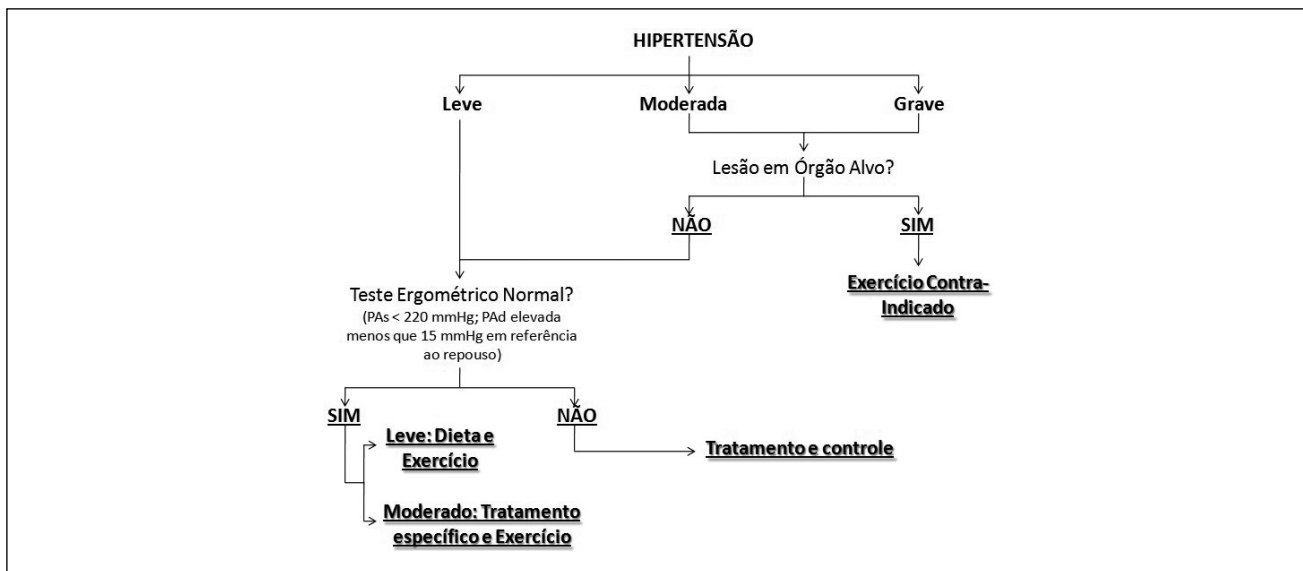 HIPERTENSÃO
Leve
Moderada
Grave
Lesão em Órgão Alvo?
NÃO
SIM
Exercício Contra-
Indicado
Teste Ergométrico Normal?
(PAs < 220 mmHg; PAd elevada
menos que 15 mmHg em referência
ao repouso)
SIM
NÃO
Leve: Dieta e
Exercício
Tratamento e controle
Moderado: Tratamento
específico e Exercício